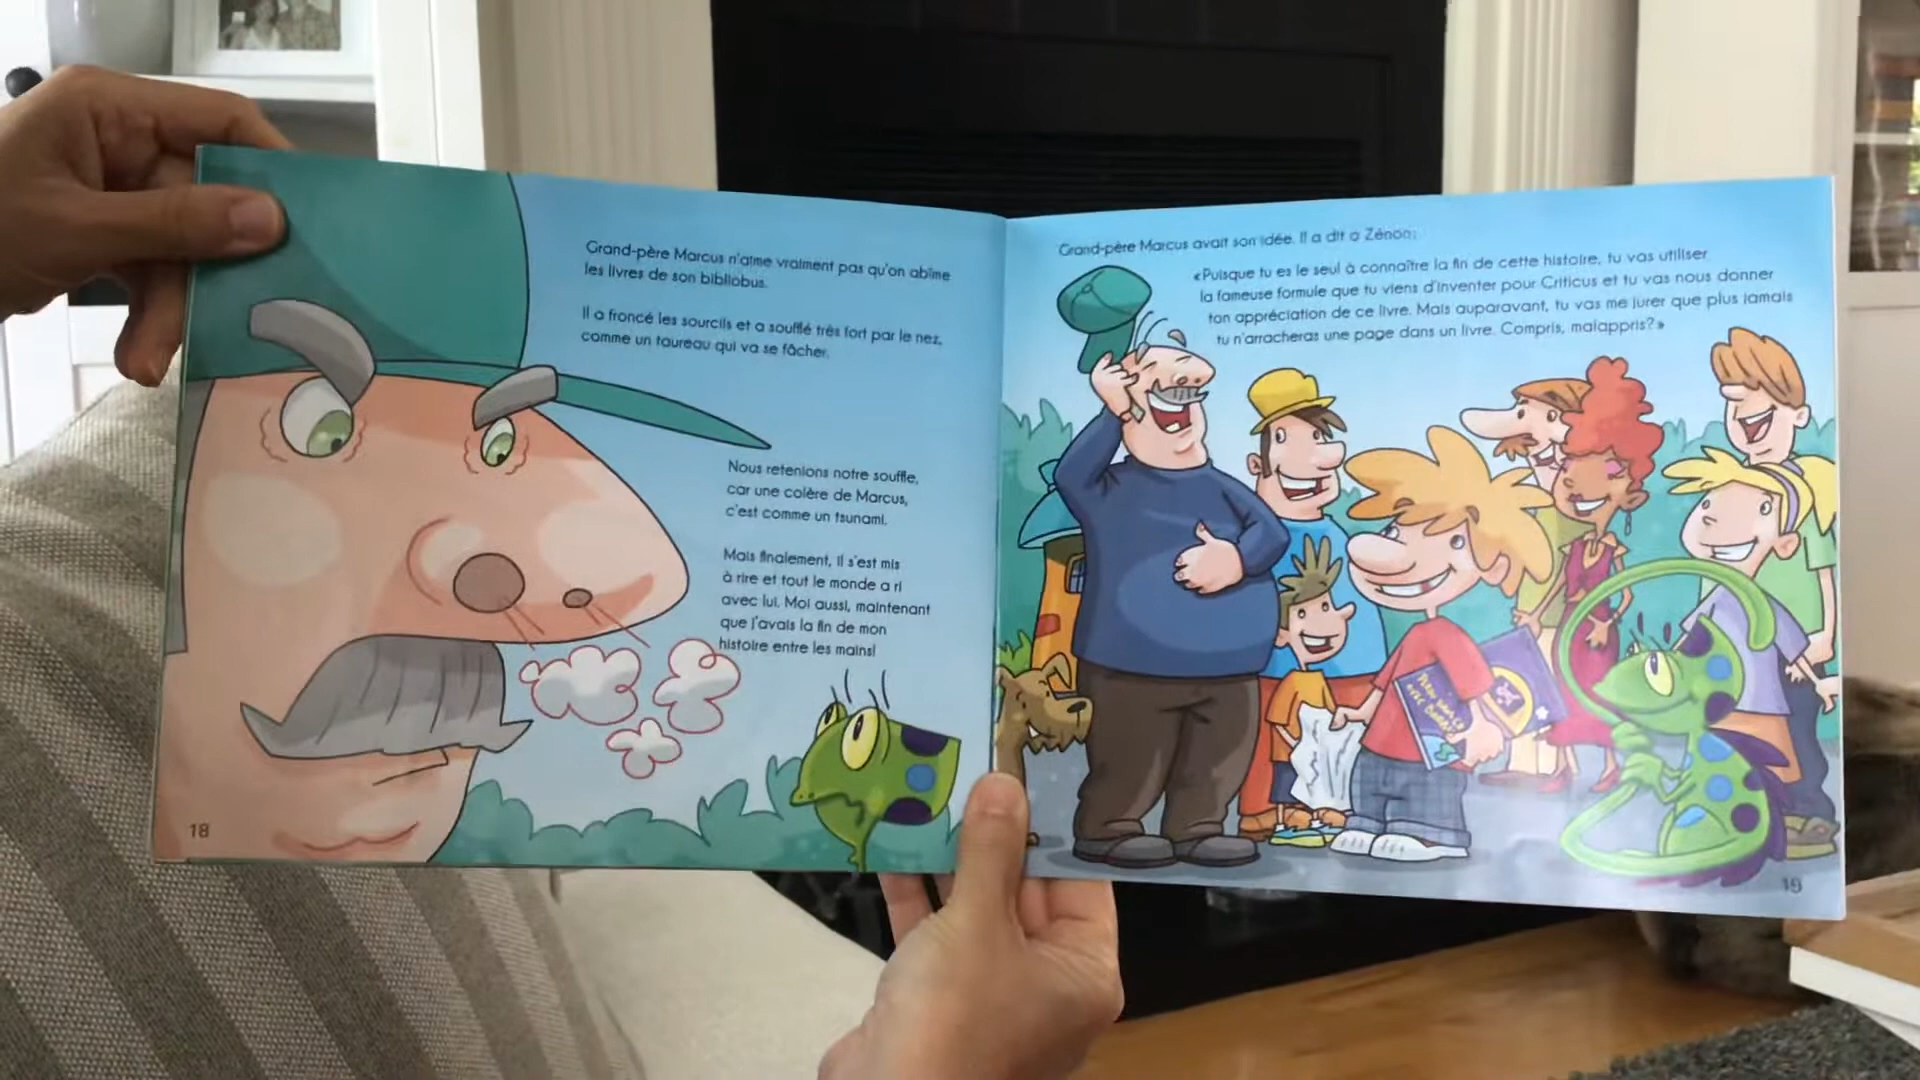 Grand-père Marcus n'aime vraiment pas qu'on abîme
les livres de son bibliobus.
Il a froncé les sourcils et a soufflé très fort par le nez,
comme un taureau qui va se fâcher.
Nous retenions notre souffle,
car une colère de Marcus,
c'est comme un tsunami.
Mais finalement, il s'est mis
à rire et tout le monde a ri
avec lui. Moi aussi, maintenant
que j'avais la fin de mon
histoire entre les mains!
18
Grand-père Marcus avait son idée. Il a dit à Zénon:
«Puisque tu es le seul à connaître la fin de cette histoire, tu vas utiliser
la fameuse formule que tu viens d'inventer pour Criticus et tu vas nous donner
ton appréciation de ce livre. Mais auparavant, tu vas me jurer que plus jamais
tu n'arracheras une page dans un livre. Compris, malappris?»
19